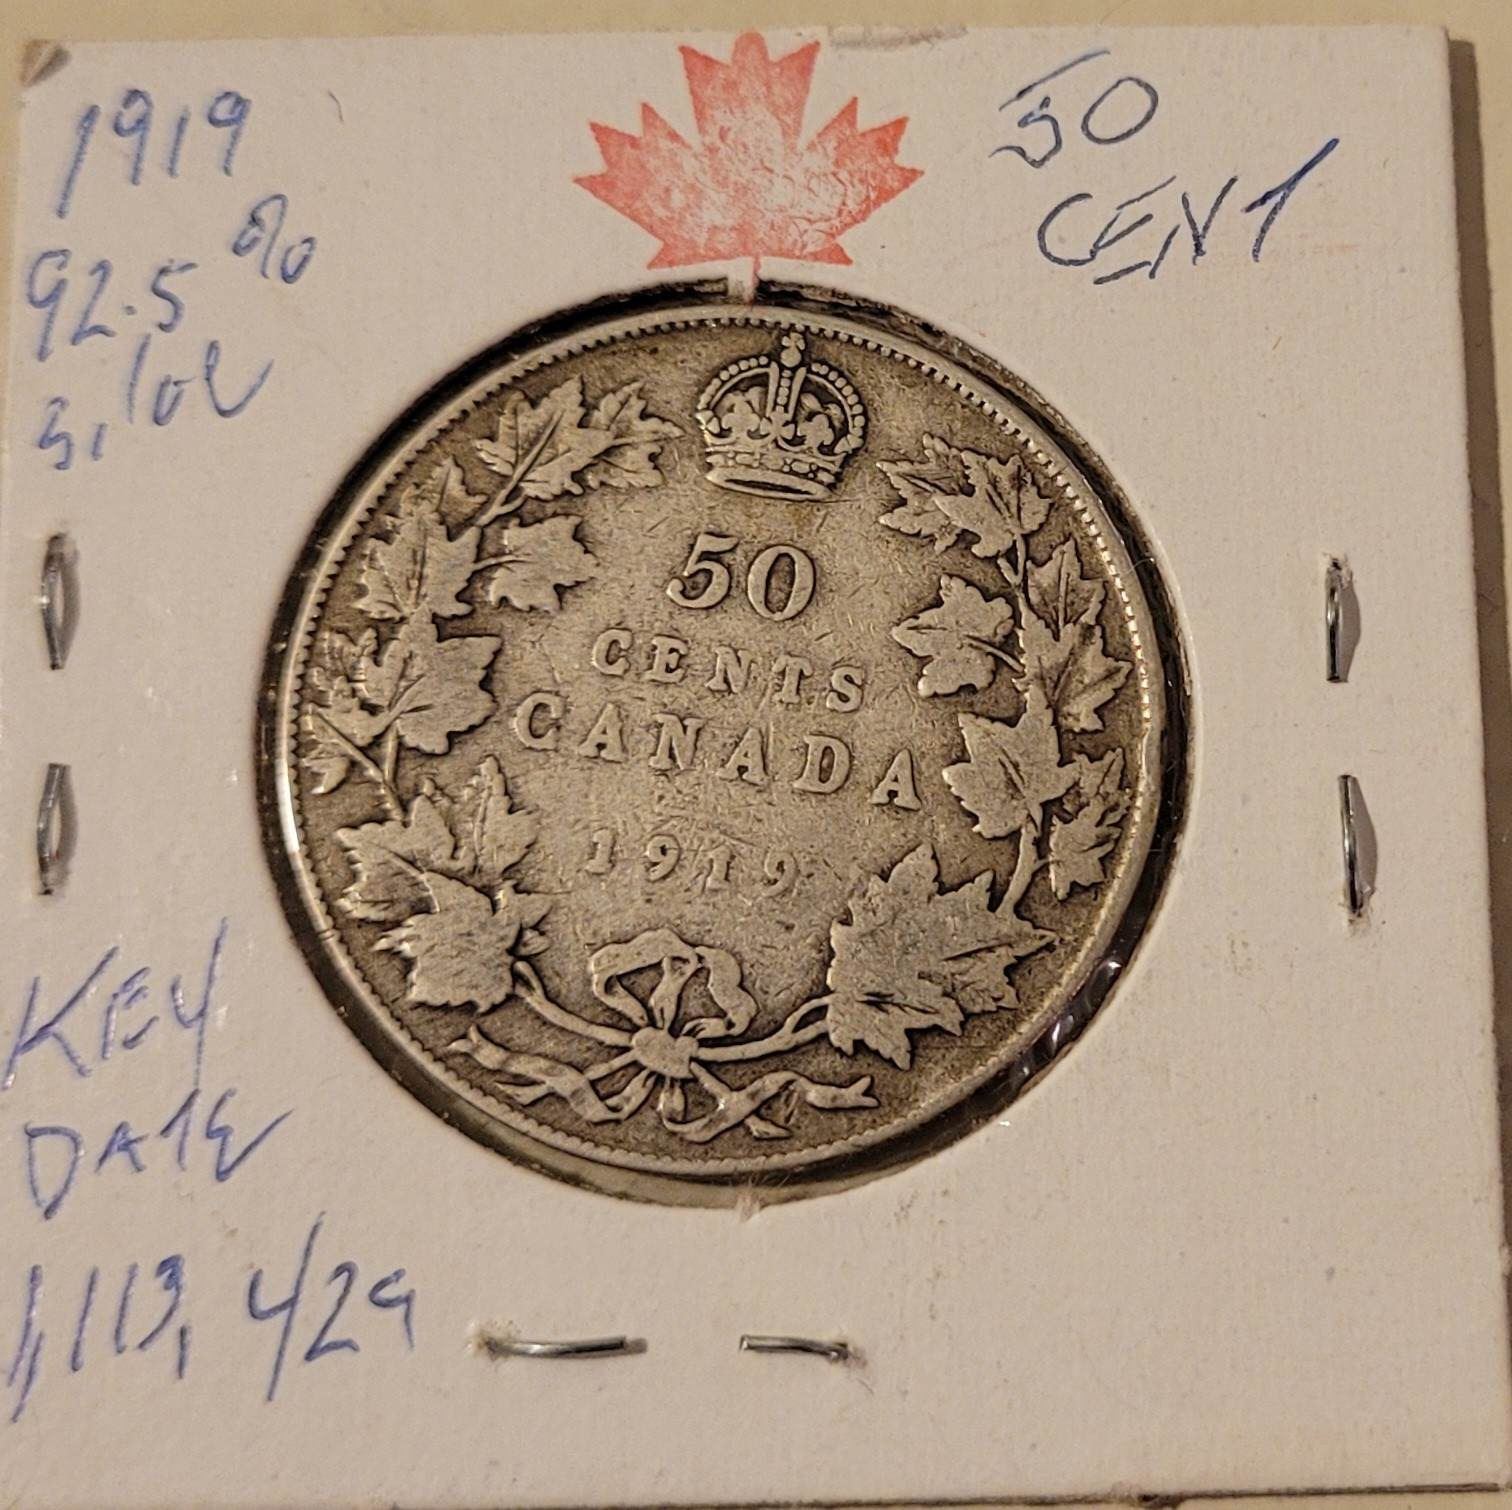 1919
92.5%
silver
50
CENT
50
CENTS
CANADA
1919
KEY
DATE
1,113,429